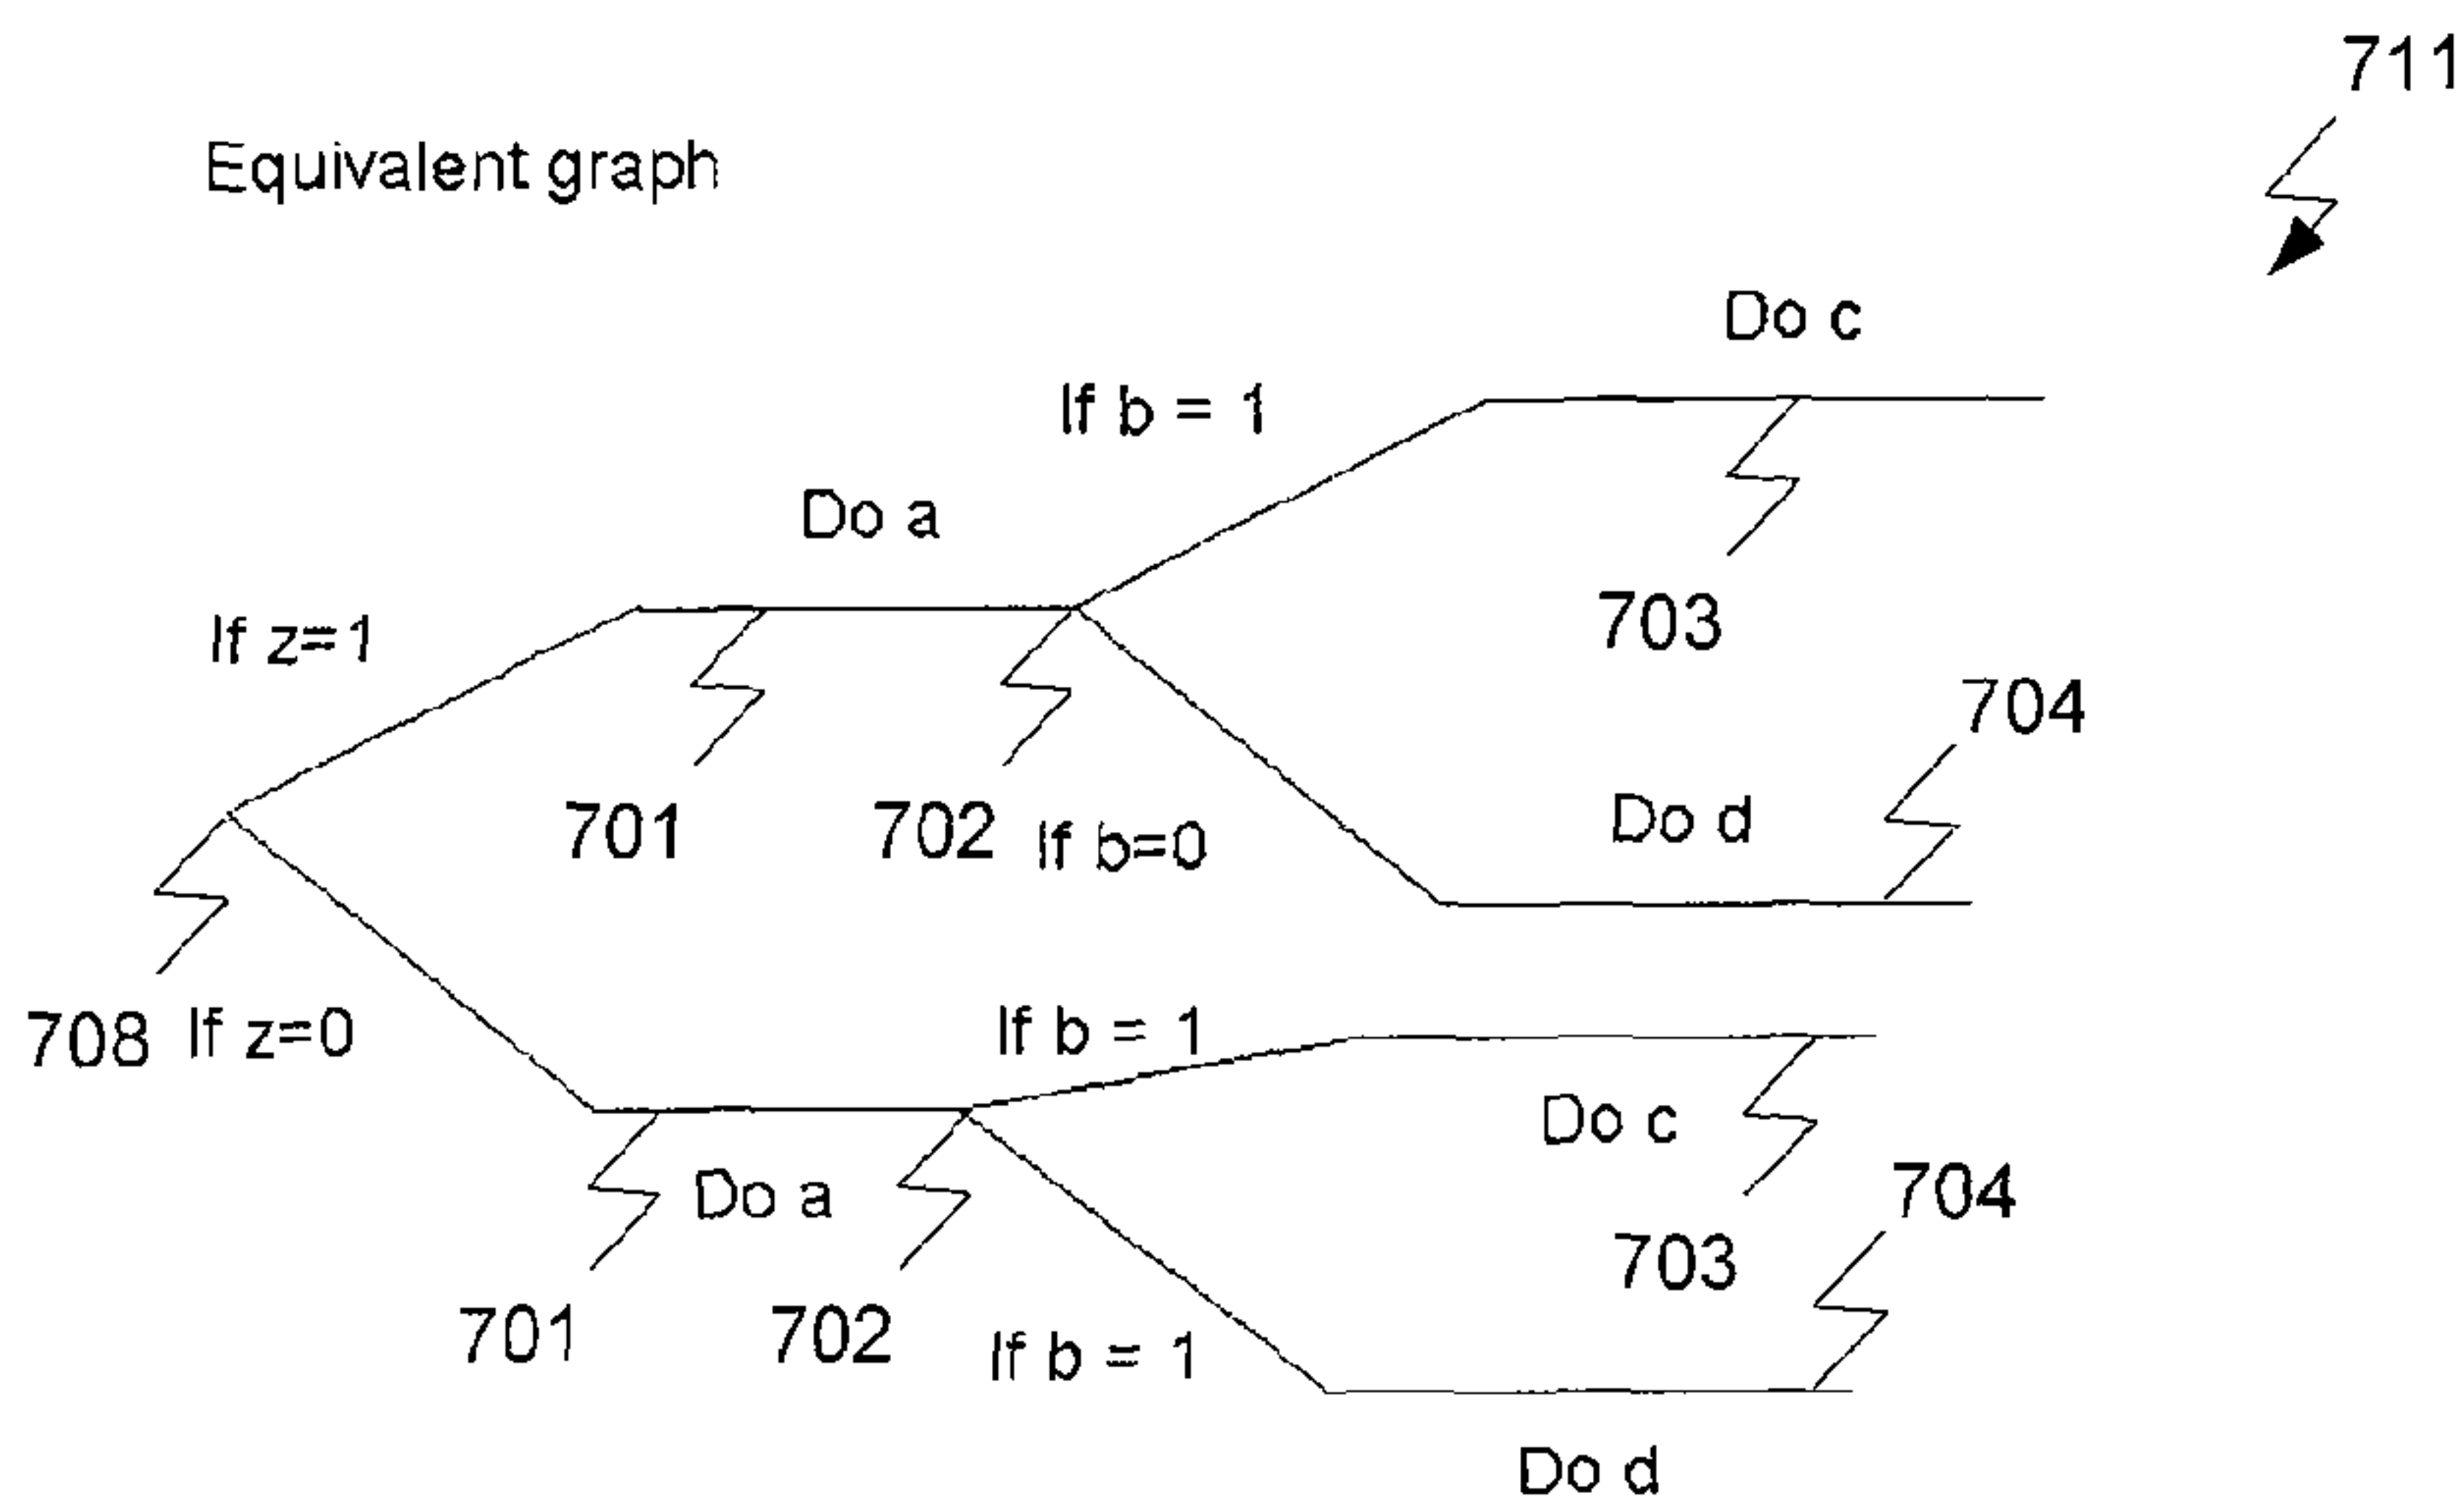 711
Equivalent graph
Do c
If b = 1
Do a
703
If z=1
704
Do d
701
702
If b=0
708
If z=0
If b = 1
Do c
704
Do a
703
701
702
If b = 1
Do d